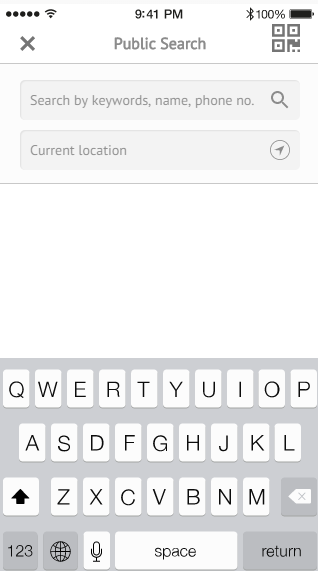 9:41 PM 100%
Public Search
Search by keywords, name, phone no.
Current location
Q W E R T Y U I O P
A S D F G H J K L
Z X C V B N M
123 space return